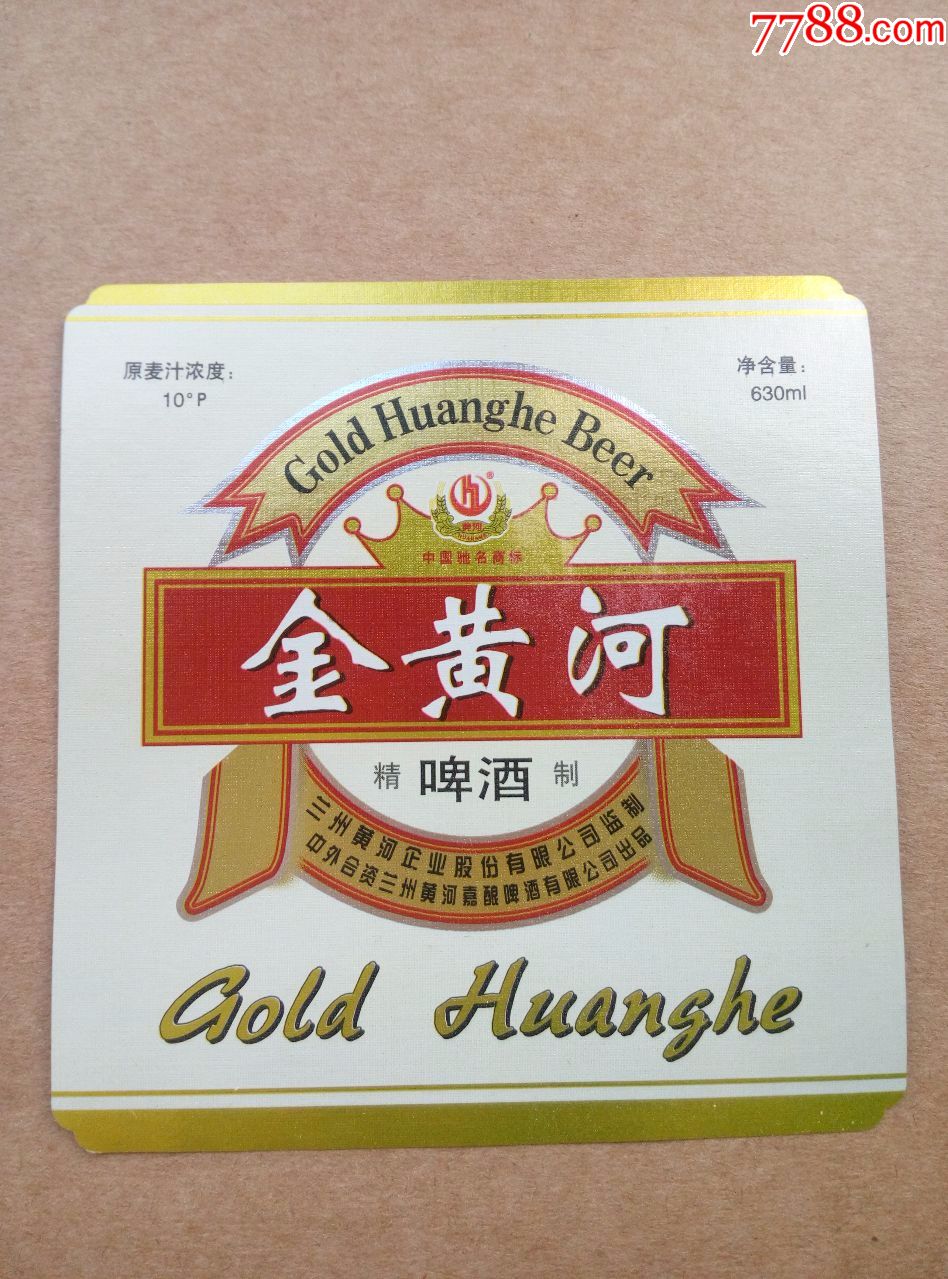 7788.com
原麦汁浓度：
10°P
净含量：
630ml
Gold Huanghe Beer
®
黄河
中国驰名商标
金黄河
精 啤酒 制
兰州黄河企业股份有限公司监制
中外合资兰州黄河嘉酿啤酒有限公司出品
Gold Huanghe